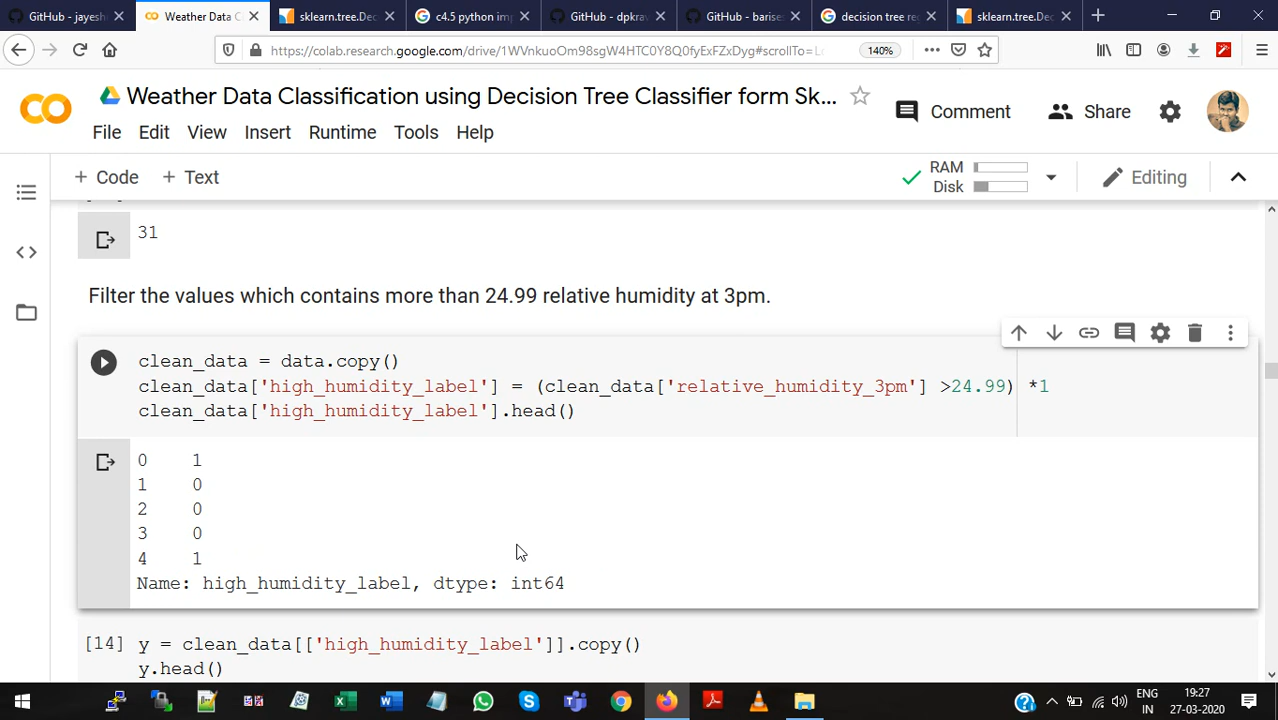 GitHub - jayesh
Weather Data Cl
sklearn.tree.Dec
c4.5 python im
GitHub - dpkrav
GitHub - barise
decision tree re
sklearn.tree.Dec
https://colab.research.google.com/drive/1WVnkuoOm98sgW4HTC0Y8Q0fyExFZxDyg#scrollTo=L
140%
Weather Data Classification using Decision Tree Classifier form Sk...
Comment
Share
File Edit View Insert Runtime Tools Help
+ Code + Text
RAM
Disk
Editing
31
Filter the values which contains more than 24.99 relative humidity at 3pm.
clean_data = data.copy()
clean_data['high_humidity_label'] = (clean_data['relative_humidity_3pm'] >24.99) *1
clean_data['high_humidity_label'].head()
0 1
1 0
2 0
3 0
4 1
Name: high_humidity_label, dtype: int64
[14] y = clean_data[['high_humidity_label']].copy()
y.head()
ENG
IN
19:27
27-03-2020